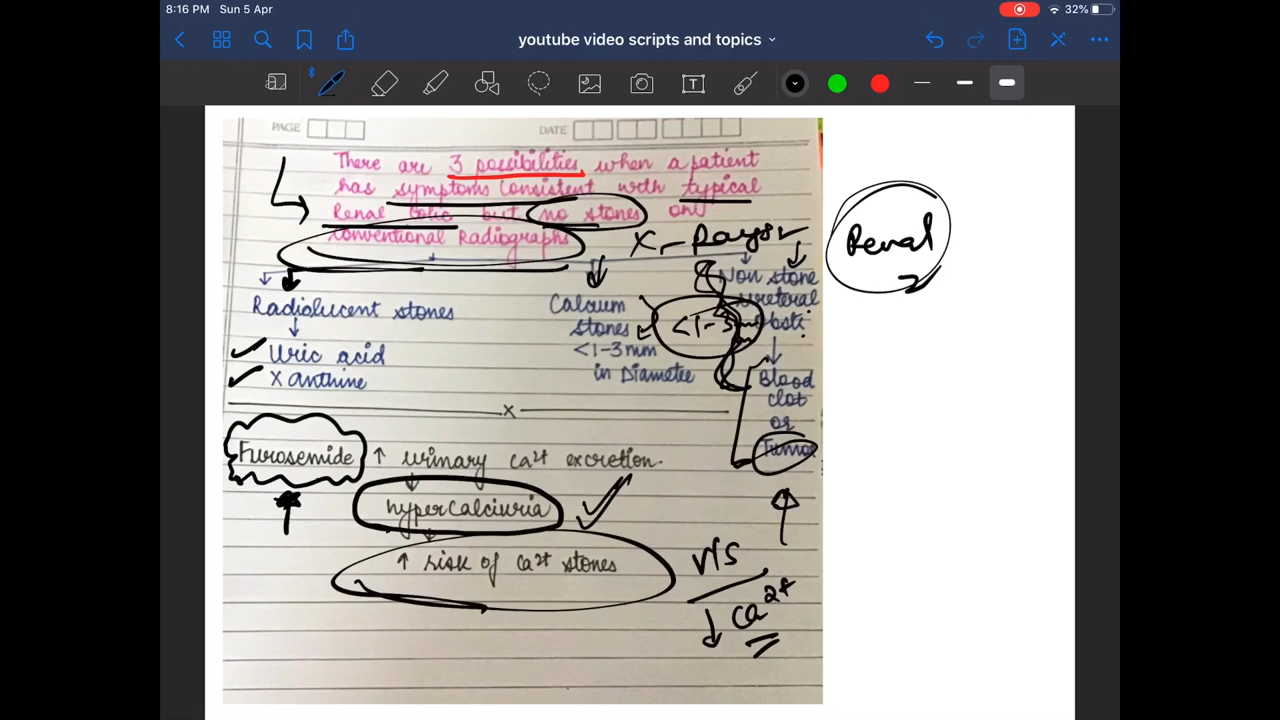 8:16 PM Sun 5 Apr
32%
youtube video scripts and topics
PAGE
DATE
There are 3 possibilities when a patient
has symptoms consistent with typical
Renal colic but no stones on
conventional Radiographs
X-Rays
Renal
Radiolucent stones
Uric acid
Xanthine
Calcium
stones
<1-3mm
in Diameter
<1-3
Non stone
ureteral
Blood
clot
or
Tumor
x
Furosemide ↑ urinary Ca2+ excretion.
↓
hypercalciuria
↓
↑ risk of Ca2+ stones
v/s
↓ Ca2+